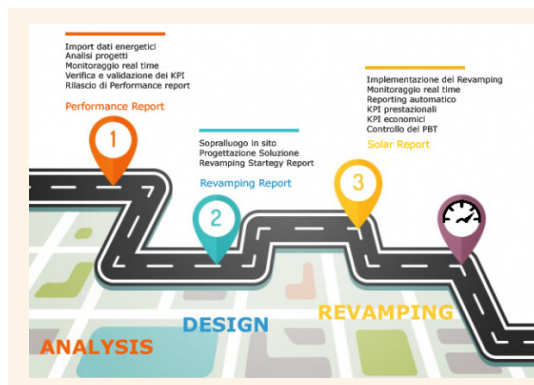 Import dati energetici
Analisi progetti
Monitoraggio real time
Verifica e validazione dei KPI
Rilascio di Performance report
Performance Report
1
Sopralluogo in sito
Progettazione Soluzione
Revamping Startegy Report
Revamping Report
2
Implementazione del Revamping
Monitoraggio real time
Reporting automatico
KPI prestazionali
KPI economici
Controllo del PBT
Solar Report
3
ANALYSIS
DESIGN
REVAMPING